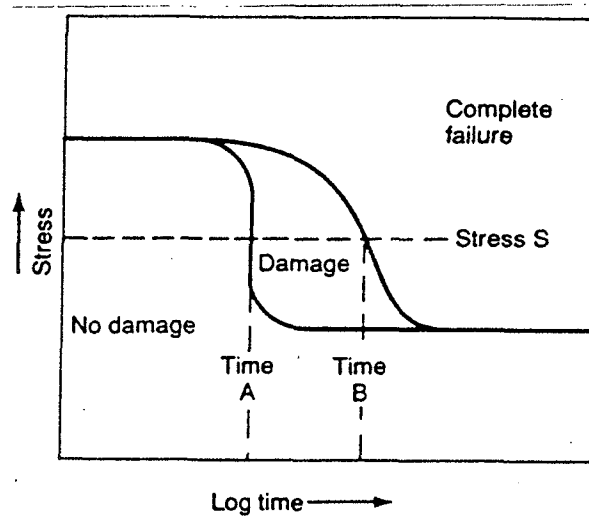 Complete
failure
Stress
Stress S
Damage
No damage
Time
A
Time
B
Log time